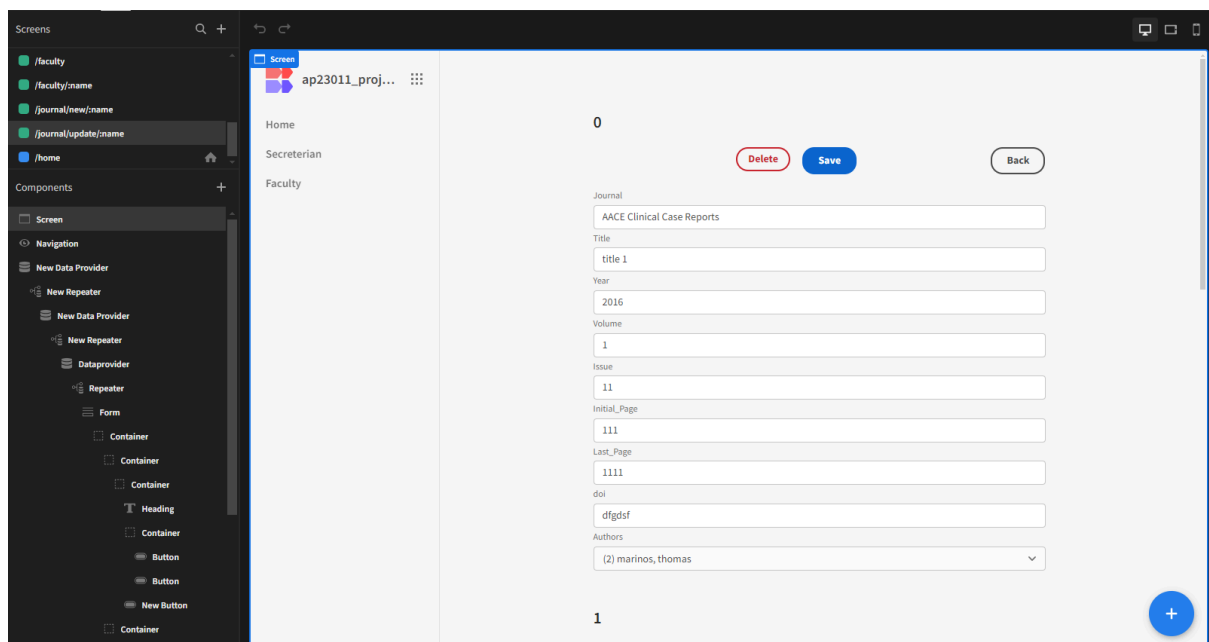 Screens
/faculty
/faculty/:name
/journal/new/:name
/journal/update/:name
/home
Components
Screen
Navigation
New Data Provider
New Repeater
New Data Provider
New Repeater
Dataprovider
Repeater
Form
Container
Container
Container
Heading
Container
Button
Button
New Button
Container
Screen
ap23011_proj...
Home
Secreterian
Faculty
0
Delete Save Back
Journal
AACE Clinical Case Reports
Title
title 1
Year
2016
Volume
1
Issue
11
Initial_Page
111
Last_Page
1111
doi
dfgdsf
Authors
(2) marinos, thomas
1